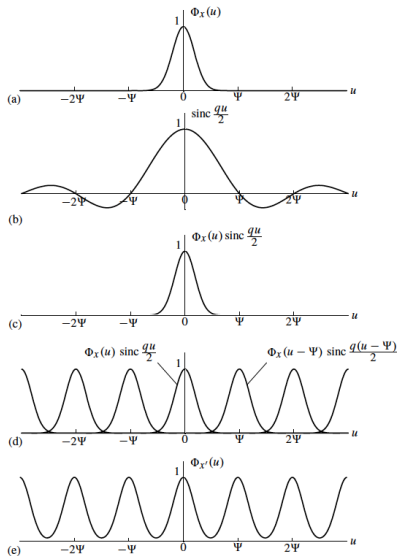 Φ_X(u)
1
(a) −2Ψ −Ψ 0 Ψ 2Ψ u
sinc qu/2
1
−2Ψ −Ψ 0 Ψ 2Ψ u
(b)
Φ_X(u) sinc qu/2
1
(c) −2Ψ −Ψ 0 Ψ 2Ψ u
Φ_X(u) sinc qu/2 Φ_X(u − Ψ) sinc q(u − Ψ)/2
1
(d) −2Ψ −Ψ 0 Ψ 2Ψ u
Φ_X′(u)
1
(e) −2Ψ −Ψ 0 Ψ 2Ψ u